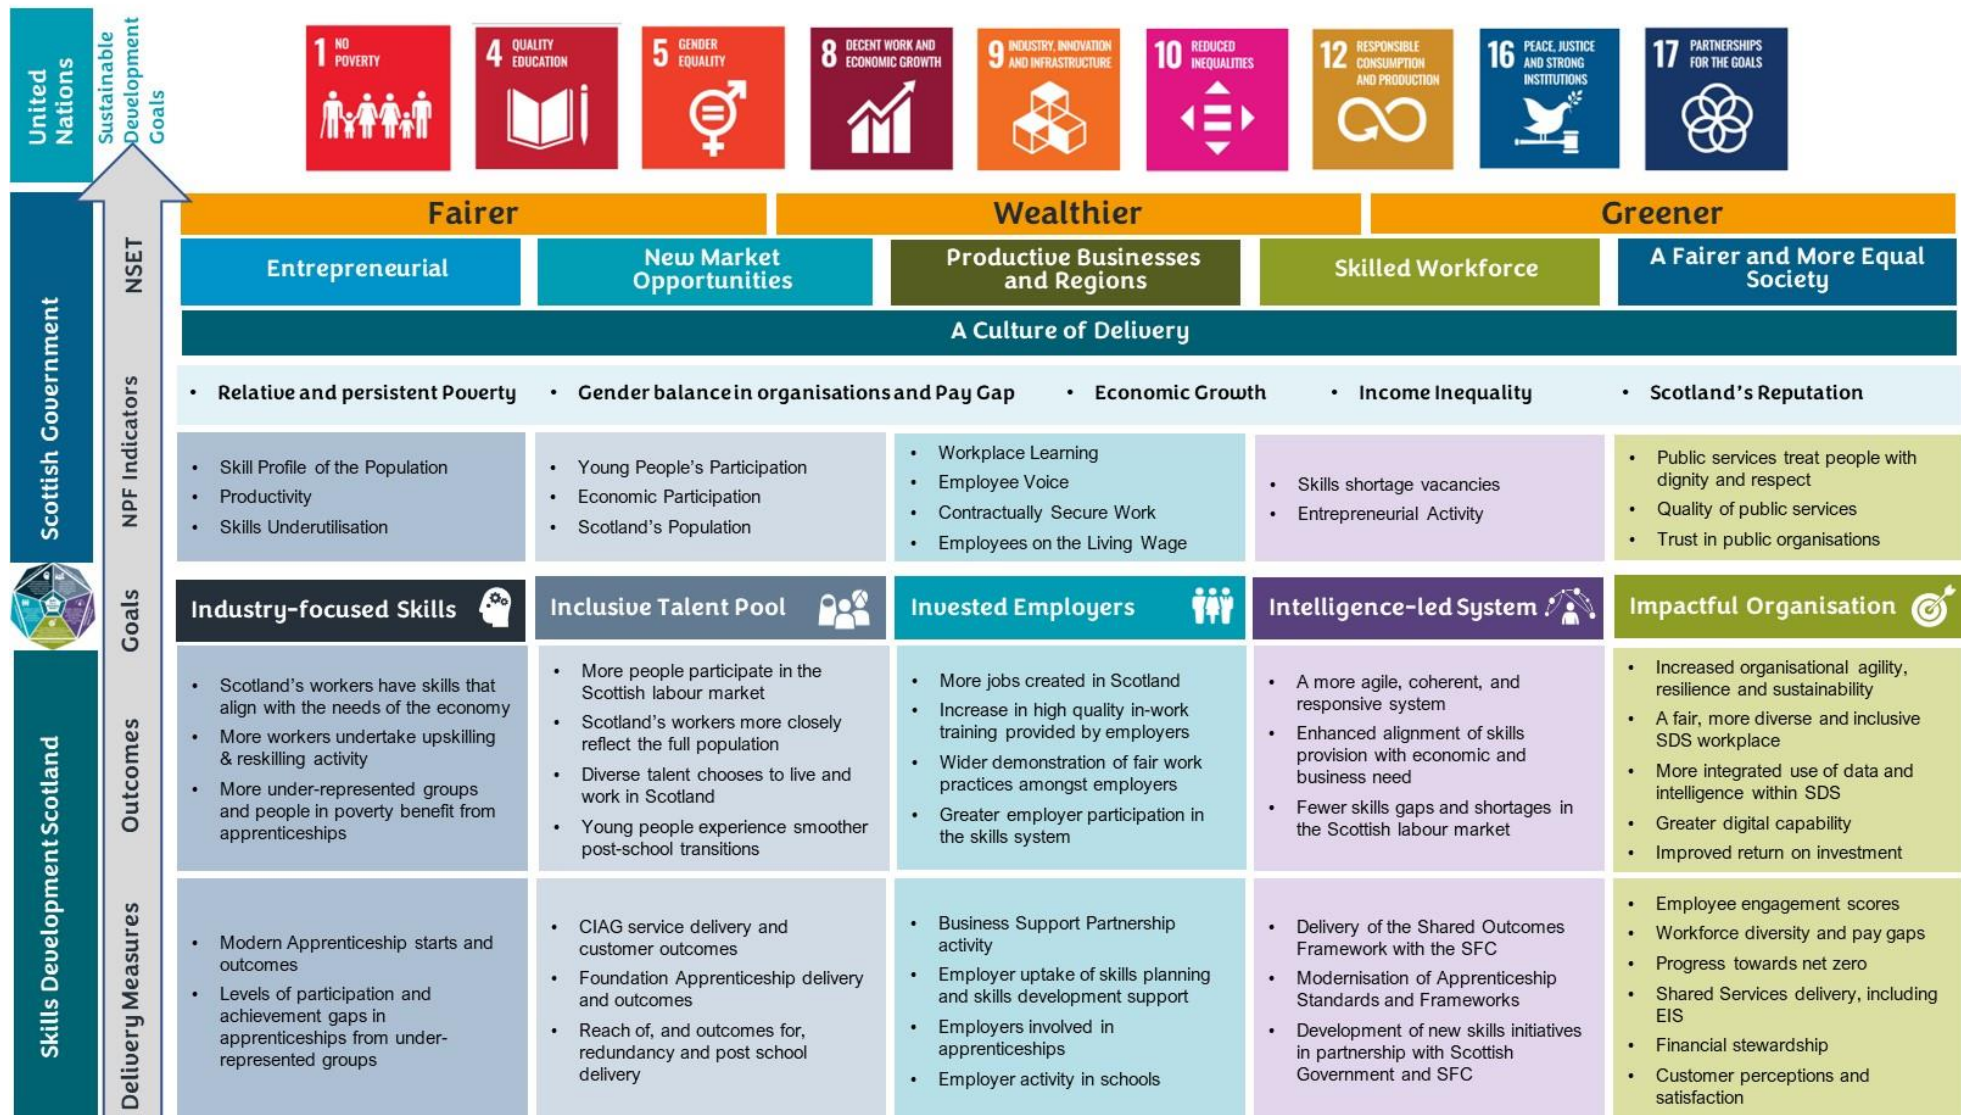 United
Nations
Sustainable
Development
Goals
1 NO
POVERTY
4 QUALITY
EDUCATION
5 GENDER
EQUALITY
8 DECENT WORK AND
ECONOMIC GROWTH
9 INDUSTRY, INNOVATION
AND INFRASTRUCTURE
10 REDUCED
INEQUALITIES
12 RESPONSIBLE
CONSUMPTION
AND PRODUCTION
16 PEACE, JUSTICE
AND STRONG
INSTITUTIONS
17 PARTNERSHIPS
FOR THE GOALS
Scottish Government
NSET
Fairer
Wealthier
Greener
Entrepreneurial
New Market
Opportunities
Productive Businesses
and Regions
Skilled Workforce
A Fairer and More Equal
Society
A Culture of Delivery
NPF Indicators
• Relative and persistent Poverty
• Gender balance in organisations and Pay Gap
• Economic Growth
• Income Inequality
• Scotland's Reputation
• Skill Profile of the Population
• Productivity
• Skills Underutilisation
• Young People's Participation
• Economic Participation
• Scotland's Population
• Workplace Learning
• Employee Voice
• Contractually Secure Work
• Employees on the Living Wage
• Skills shortage vacancies
• Entrepreneurial Activity
• Public services treat people with
dignity and respect
• Quality of public services
• Trust in public organisations
Goals
Industry-focused Skills
Inclusive Talent Pool
Invested Employers
Intelligence-led System
Impactful Organisation
Skills Development Scotland
Outcomes
• Scotland's workers have skills that
align with the needs of the economy
• More workers undertake upskilling
& reskilling activity
• More under-represented groups
and people in poverty benefit from
apprenticeships
• More people participate in the
Scottish labour market
• Scotland's workers more closely
reflect the full population
• Diverse talent chooses to live and
work in Scotland
• Young people experience smoother
post-school transitions
• More jobs created in Scotland
• Increase in high quality in-work
training provided by employers
• Wider demonstration of fair work
practices amongst employers
• Greater employer participation in
the skills system
• A more agile, coherent, and
responsive system
• Enhanced alignment of skills
provision with economic and
business need
• Fewer skills gaps and shortages in
the Scottish labour market
• Increased organisational agility,
resilience and sustainability
• A fair, more diverse and inclusive
SDS workplace
• More integrated use of data and
intelligence within SDS
• Greater digital capability
• Improved return on investment
Delivery Measures
• Modern Apprenticeship starts and
outcomes
• Levels of participation and
achievement gaps in
apprenticeships from under-
represented groups
• CIAG service delivery and
customer outcomes
• Foundation Apprenticeship delivery
and outcomes
• Reach of, and outcomes for,
redundancy and post school
delivery
• Business Support Partnership
activity
• Employer uptake of skills planning
and skills development support
• Employers involved in
apprenticeships
• Employer activity in schools
• Delivery of the Shared Outcomes
Framework with the SFC
• Modernisation of Apprenticeship
Standards and Frameworks
• Development of new skills initiatives
in partnership with Scottish
Government and SFC
• Employee engagement scores
• Workforce diversity and pay gaps
• Progress towards net zero
• Shared Services delivery, including
EIS
• Financial stewardship
• Customer perceptions and
satisfaction